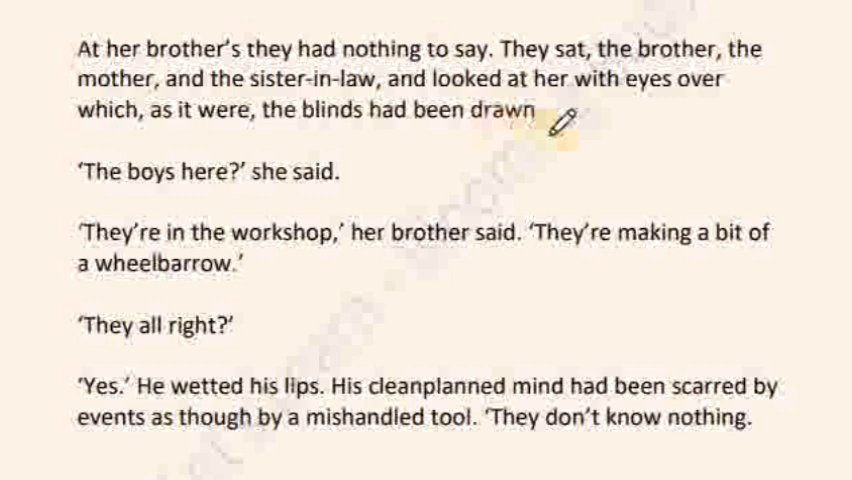 At her brother’s they had nothing to say. They sat, the brother, the
mother, and the sister-in-law, and looked at her with eyes over
which, as it were, the blinds had been drawn
‘The boys here?’ she said.
‘They’re in the workshop,’ her brother said. ‘They’re making a bit of
a wheelbarrow.’
‘They all right?’
‘Yes.’ He wetted his lips. His cleanplanned mind had been scarred by
events as though by a mishandled tool. ‘They don’t know nothing.